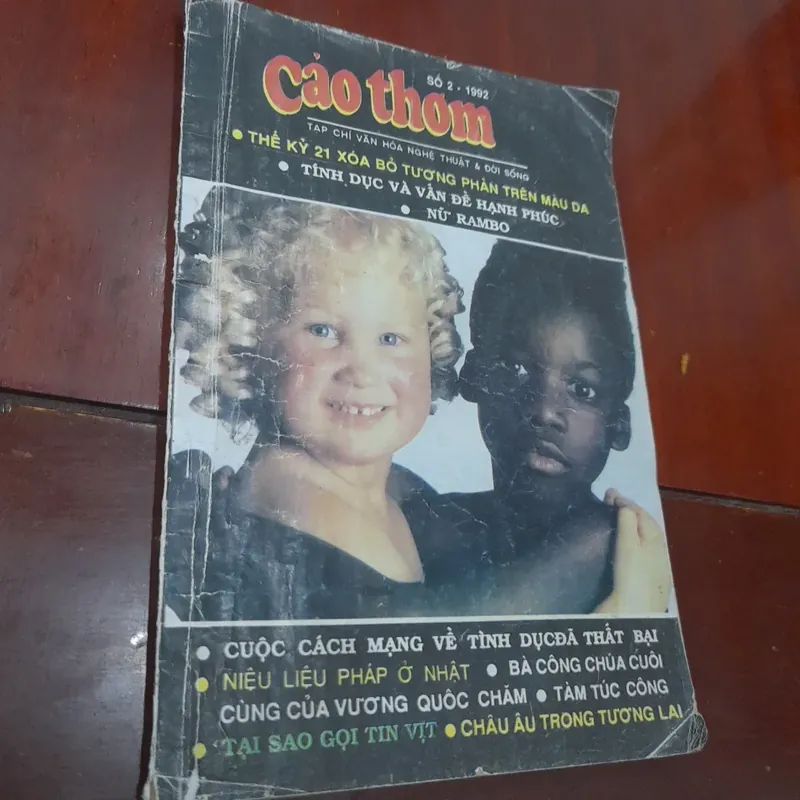 SỐ 2 - 1992
Cảo thơm
TẠP CHÍ VĂN HÓA NGHỆ THUẬT & ĐỜI SỐNG
• THẾ KỶ 21 XÓA BỎ TƯƠNG PHẢN TRÊN MÀU DA
• TÍNH DỤC VÀ VẤN ĐỀ HẠNH PHÚC
• NỮ RAMBO
• CUỘC CÁCH MẠNG VỀ TÌNH DỤCĐÃ THẤT BẠI
• NIỆU LIỆU PHÁP Ở NHẬT • BÀ CÔNG CHÚA CUỐI
CÙNG CỦA VƯƠNG QUỐC CHĂM • TÀM TÚC CÔNG
• TẠI SAO GỌI TIN VỊT • CHÂU ÂU TRONG TƯƠNG LAI